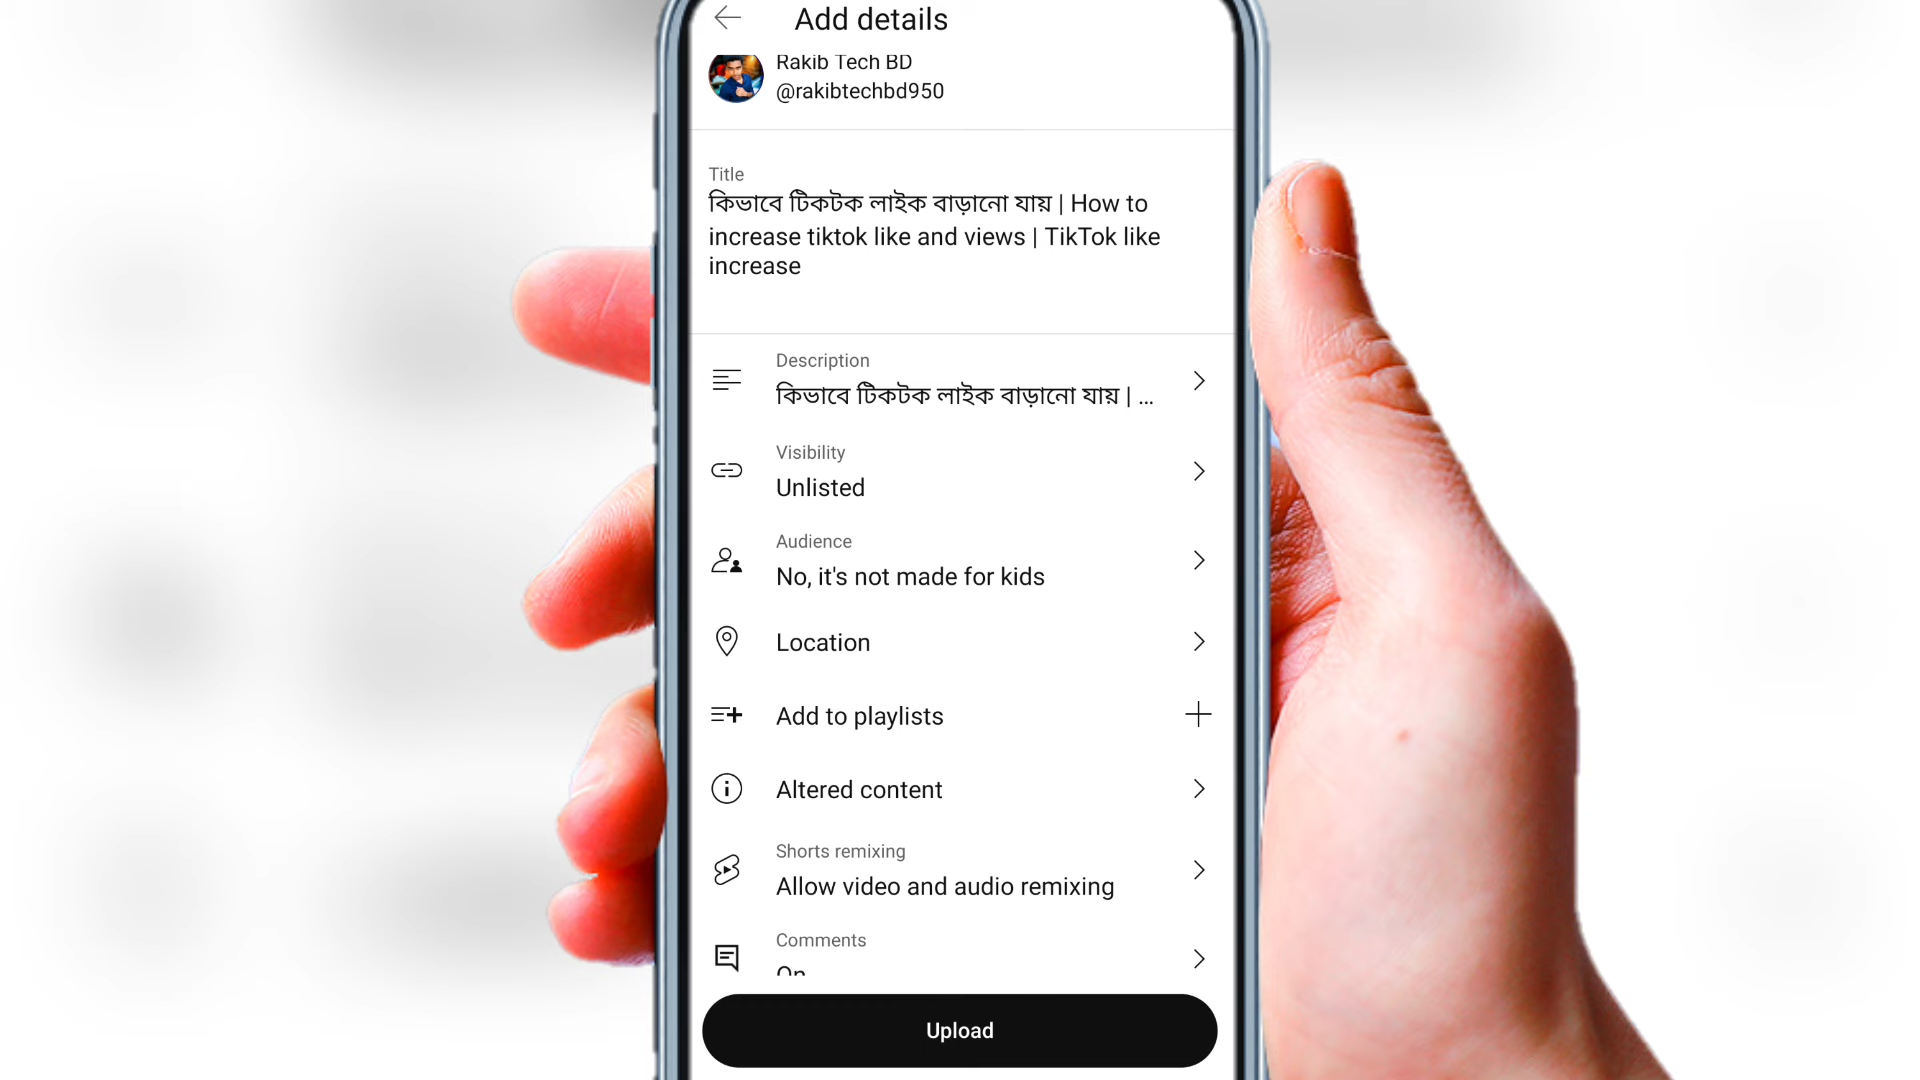 Add details
Rakib Tech BD
@rakibtechbd950
Title
কিভাবে টিকটক লাইক বাড়ানো যায় | How to
increase tiktok like and views | TikTok like
increase
Description
কিভাবে টিকটক লাইক বাড়ানো যায় | ...
Visibility
Unlisted
Audience
No, it's not made for kids
Location
Add to playlists
Altered content
Shorts remixing
Allow video and audio remixing
Comments
On
Upload